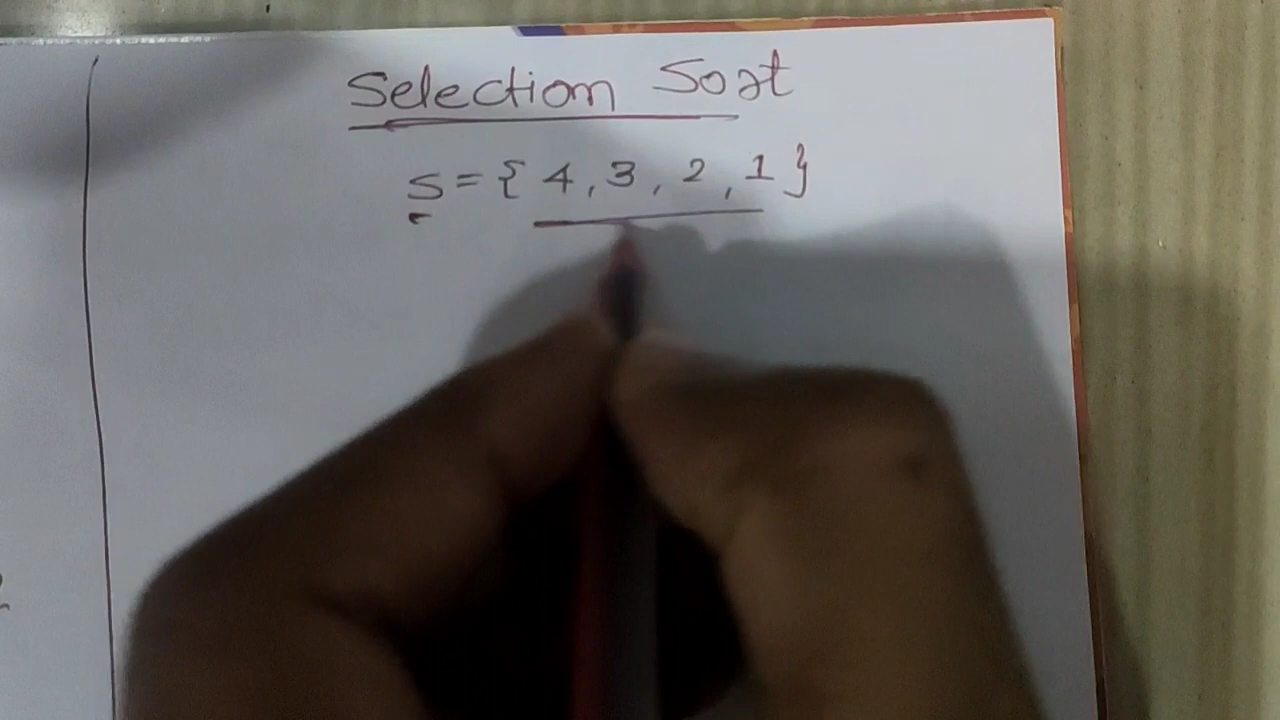 Selection Sort
S = { 4, 3, 2, 1 }